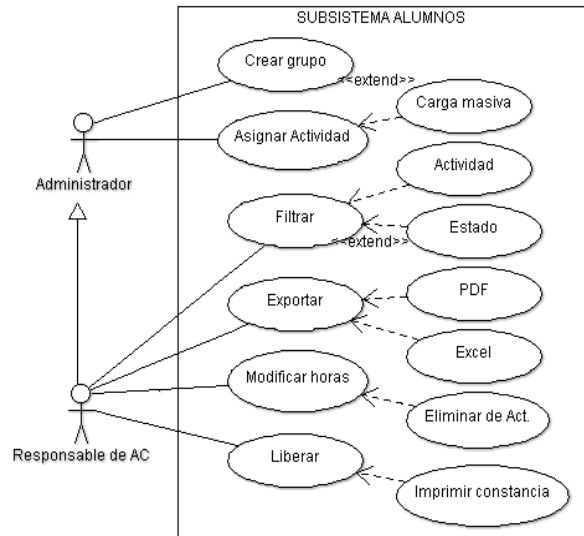 SUBSISTEMA ALUMNOS
Crear grupo
<<extend>>
Carga masiva
Asignar Actividad
Administrador
Actividad
Filtrar
Estado
<<extend>>
PDF
Exportar
Excel
Modificar horas
Eliminar de Act.
Responsable de AC
Liberar
Imprimir constancia